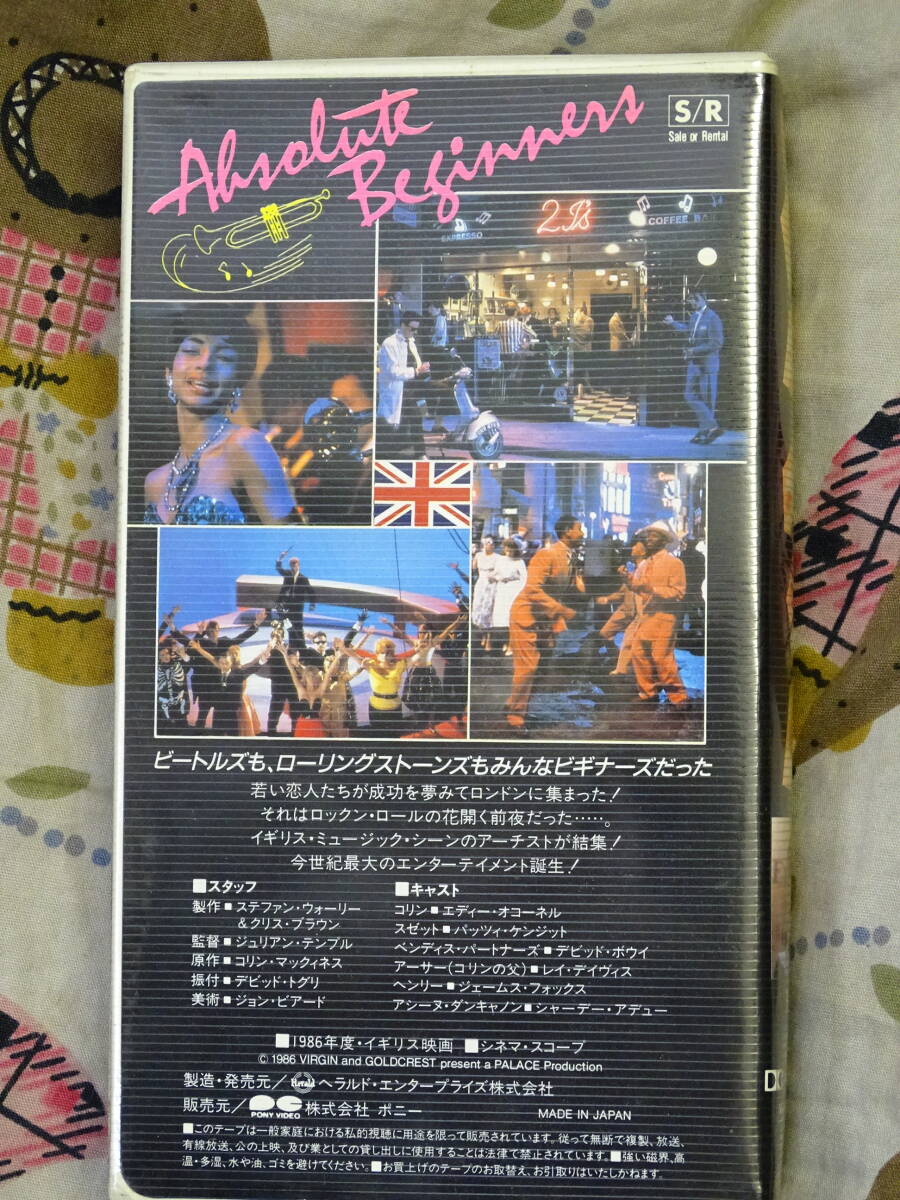 Absolute
Beginners
S/R
Sale or Rental
2 I's
ESPRESSO
COFFEE BAR
ビートルズも、ローリングストーンズもみんなビギナーズだった
若い恋人たちが成功を夢みてロンドンに集まった!
それはロックン・ロールの花開く前夜だった……。
イギリス・ミュージック・シーンのアーチストが結集!
今世紀最大のエンターテイメント誕生!
■スタッフ
製作■ステファン・ウォーリー
&クリス・ブラウン
監督■ジュリアン・テンプル
原作■コリン・マックィネス
振付■デビッド・トグリ
美術■ジョン・ビアード
■キャスト
コリン■エディー・オコーネル
スゼット■パッツィ・ケンジット
ベンディス・パートナーズ■デビッド・ボウイ
アーサー(コリンの父)■レイ・デイヴィス
ヘンリー■ジェームス・フォックス
アシーヌ・ダンキャノン■シャーデー・アデュー
■1986年度・イギリス映画 ■シネマ・スコープ
© 1986 VIRGIN and GOLDCREST present a PALACE Production
製造・発売元/Herald ヘラルド・エンタープライズ株式会社
販売元/PONY VIDEO 株式会社 ポニー
MADE IN JAPAN
■このテープは一般家庭における私的視聴に用途を限って販売されています。従って無断で複製、放送、
有線放送、公の上映、及び業としての貸し出しに使用することは法律で禁止されています。■強い磁界、高
温・多湿、水や油、ゴミを避けてください。■お買上げのテープのお取替え、お引取りはいたしかねます。